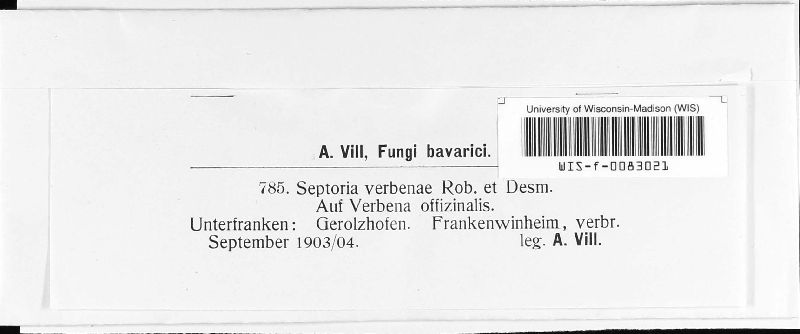 University of Wisconsin-Madison (WIS)
WIS-f-0083021
A. Vill, Fungi bavarici.
785. Septoria verbenae Rob. et Desm.
Auf Verbena offizinalis.
Unterfranken: Gerolzhofen. Frankenwinheim, verbr.
September 1903/04. leg. A. Vill.